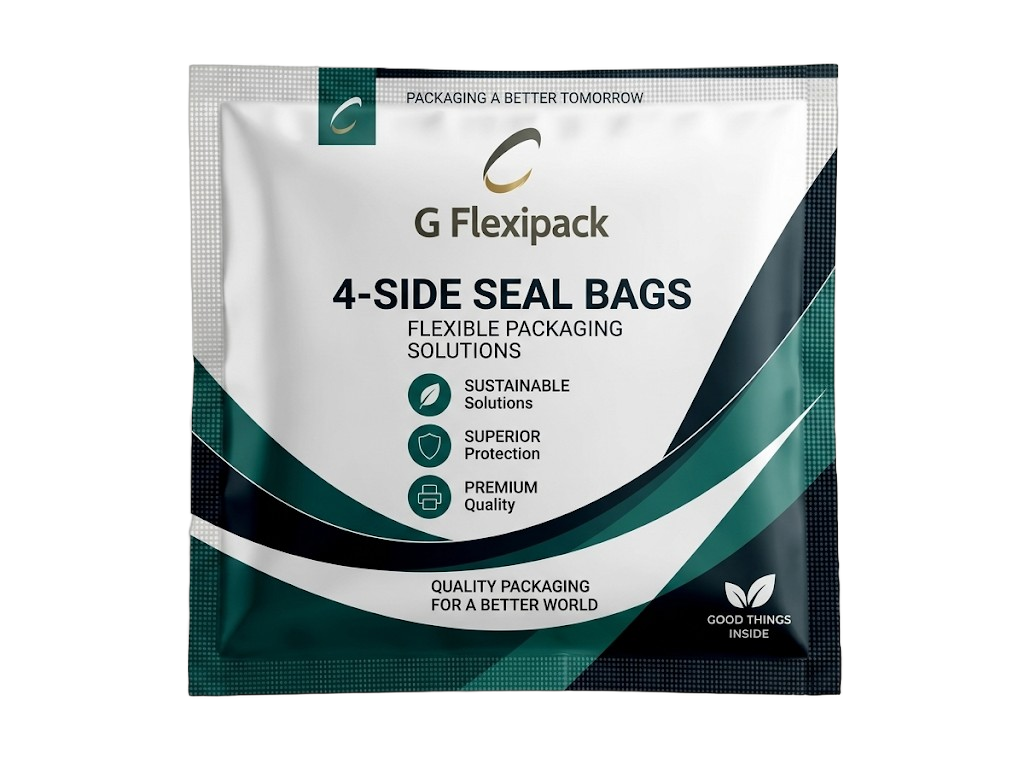 PACKAGING A BETTER TOMORROW
G Flexipack
4-SIDE SEAL BAGS
FLEXIBLE PACKAGING
SOLUTIONS
SUSTAINABLE
Solutions
SUPERIOR
Protection
PREMIUM
Quality
QUALITY PACKAGING
FOR A BETTER WORLD
GOOD THINGS
INSIDE